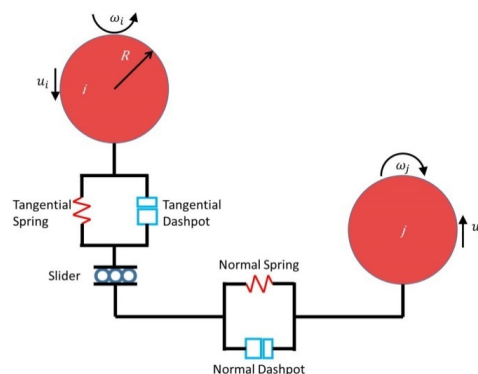 ωᵢ
R
uᵢ
i
ωⱼ
Tangential
Spring
Tangential
Dashpot
j
u
Slider
Normal Spring
Normal Dashpot